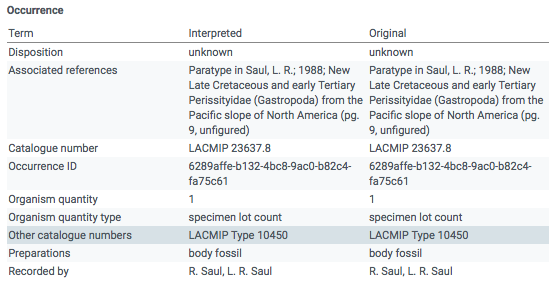 Occurrence
Term Interpreted Original
Disposition unknown unknown
Associated references Paratype in Saul, L. R.; 1988; New Paratype in Saul, L. R.; 1988; New
Late Cretaceous and early Tertiary Late Cretaceous and early Tertiary
Perissityidae (Gastropoda) from the Perissityidae (Gastropoda) from the
Pacific slope of North America (pg. Pacific slope of North America (pg.
9, unfigured) 9, unfigured)
Catalogue number LACMIP 23637.8 LACMIP 23637.8
Occurrence ID 6289affe-b132-4bc8-9ac0-b82c4- 6289affe-b132-4bc8-9ac0-b82c4-
fa75c61 fa75c61
Organism quantity 1 1
Organism quantity type specimen lot count specimen lot count
Other catalogue numbers LACMIP Type 10450 LACMIP Type 10450
Preparations body fossil body fossil
Recorded by R. Saul, L. R. Saul R. Saul, L. R. Saul